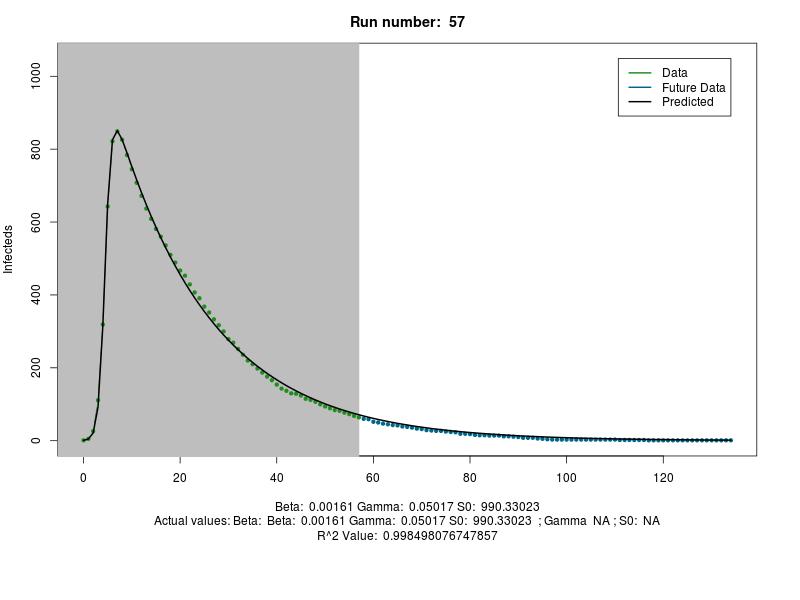 Run number: 57
1000
800
600
400
200
0
Infecteds
Data
Future Data
Predicted
0 20 40 60 80 100 120
Beta: 0.00161 Gamma: 0.05017 S0: 990.33023
Actual values: Beta: Beta: 0.00161 Gamma: 0.05017 S0: 990.33023 ; Gamma NA ; S0: NA
R^2 Value: 0.998498076747857